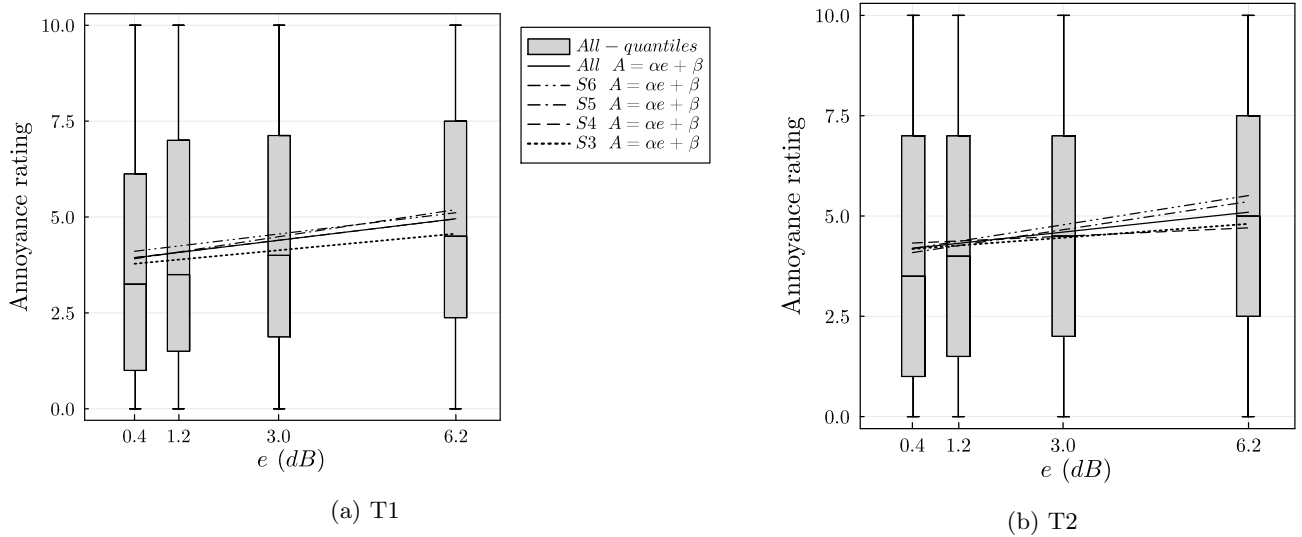 10.0
7.5
5.0
2.5
0.0
Annoyance rating
0.4 1.2 3.0 6.2
e (dB)
(a) T1
All − quantiles
All A = αe + β
S6 A = αe + β
S5 A = αe + β
S4 A = αe + β
S3 A = αe + β
10.0
7.5
5.0
2.5
0.0
Annoyance rating
0.4 1.2 3.0 6.2
e (dB)
(b) T2